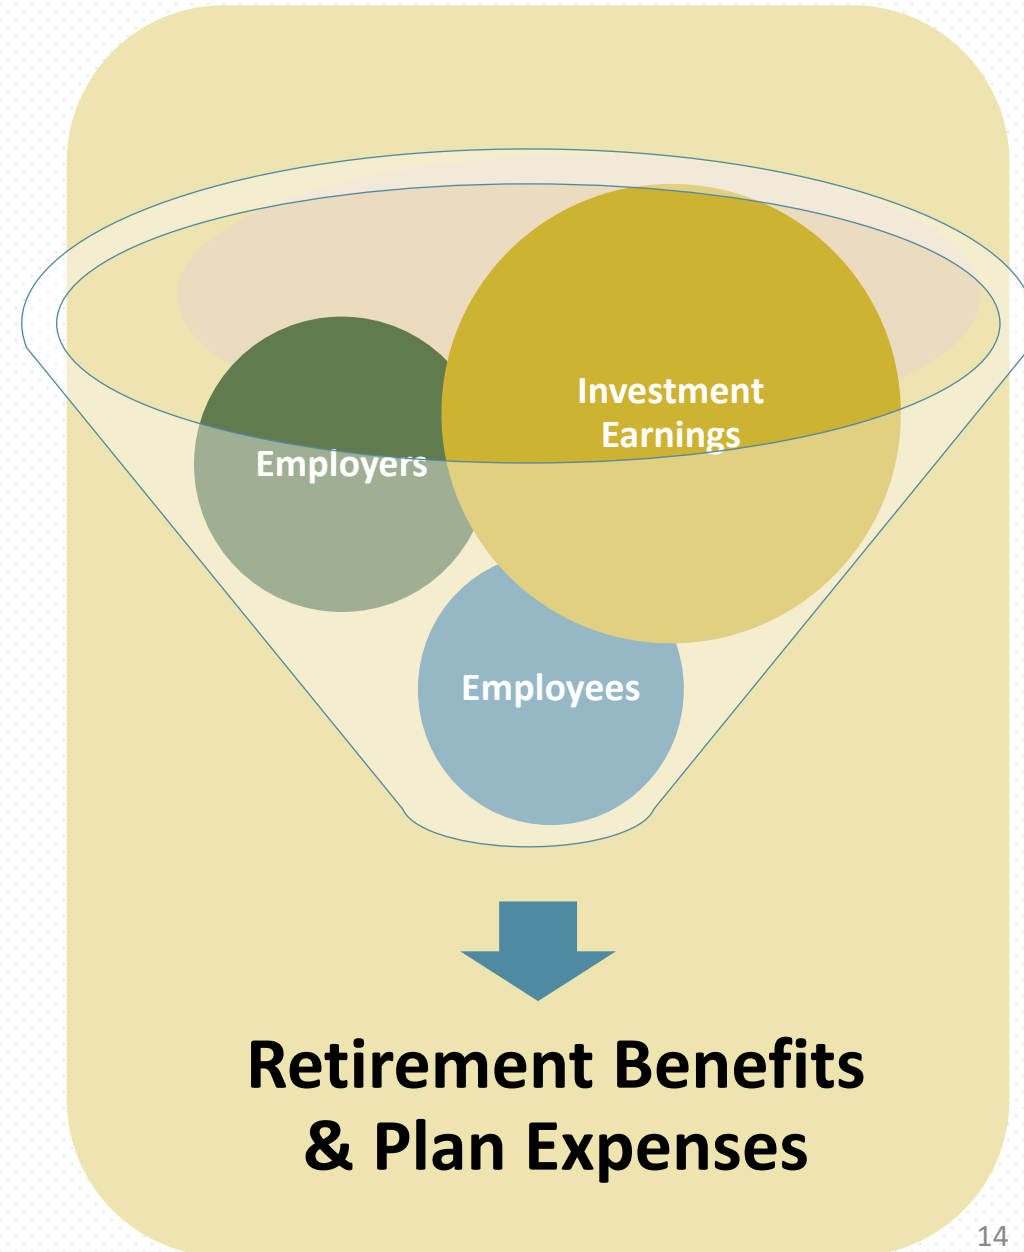 Investment
Earnings
Employers
Employees
Retirement Benefits
& Plan Expenses
14